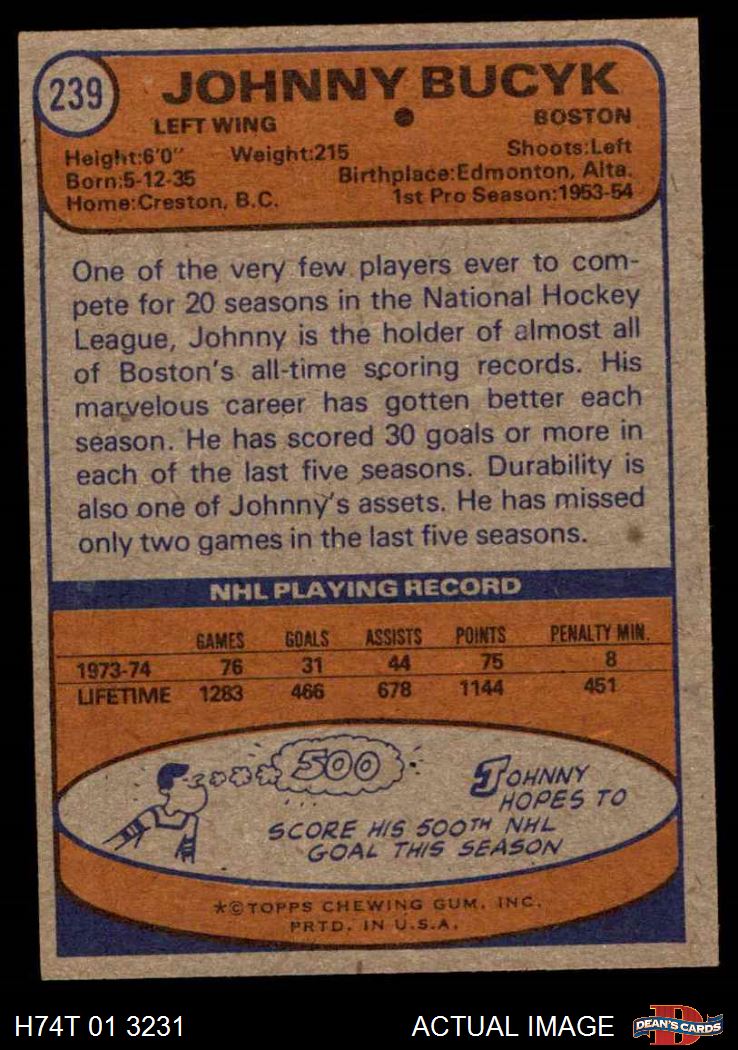 239
JOHNNY BUCYK
LEFT WING
BOSTON
Height:6'0" Weight:215 Shoots:Left
Born:5-12-35 Birthplace:Edmonton, Alta.
Home:Creston, B.C. 1st Pro Season:1953-54
One of the very few players ever to com-
pete for 20 seasons in the National Hockey
League, Johnny is the holder of almost all
of Boston's all-time scoring records. His
marvelous career has gotten better each
season. He has scored 30 goals or more in
each of the last five seasons. Durability is
also one of Johnny's assets. He has missed
only two games in the last five seasons.
NHL PLAYING RECORD
GAMES GOALS ASSISTS POINTS PENALTY MIN.
1973-74 76 31 44 75 8
LIFETIME 1283 466 678 1144 451
500
JOHNNY
HOPES TO
SCORE HIS 500TH NHL
GOAL THIS SEASON
*©TOPPS CHEWING GUM, INC.
PRTD. IN U.S.A.
H74T 01 3231 ACTUAL IMAGE
DEAN'S CARDS